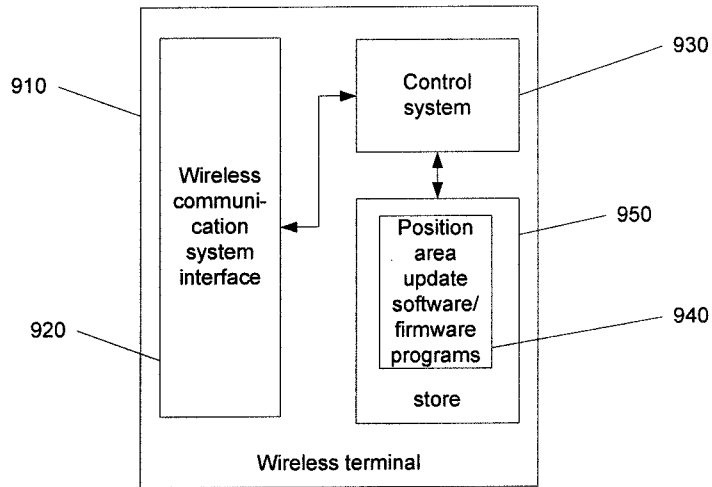 910
920
Wireless
communi-
cation
system
interface
Control
system
930
Position
area
update
software/
firmware
programs
store
950
940
Wireless terminal